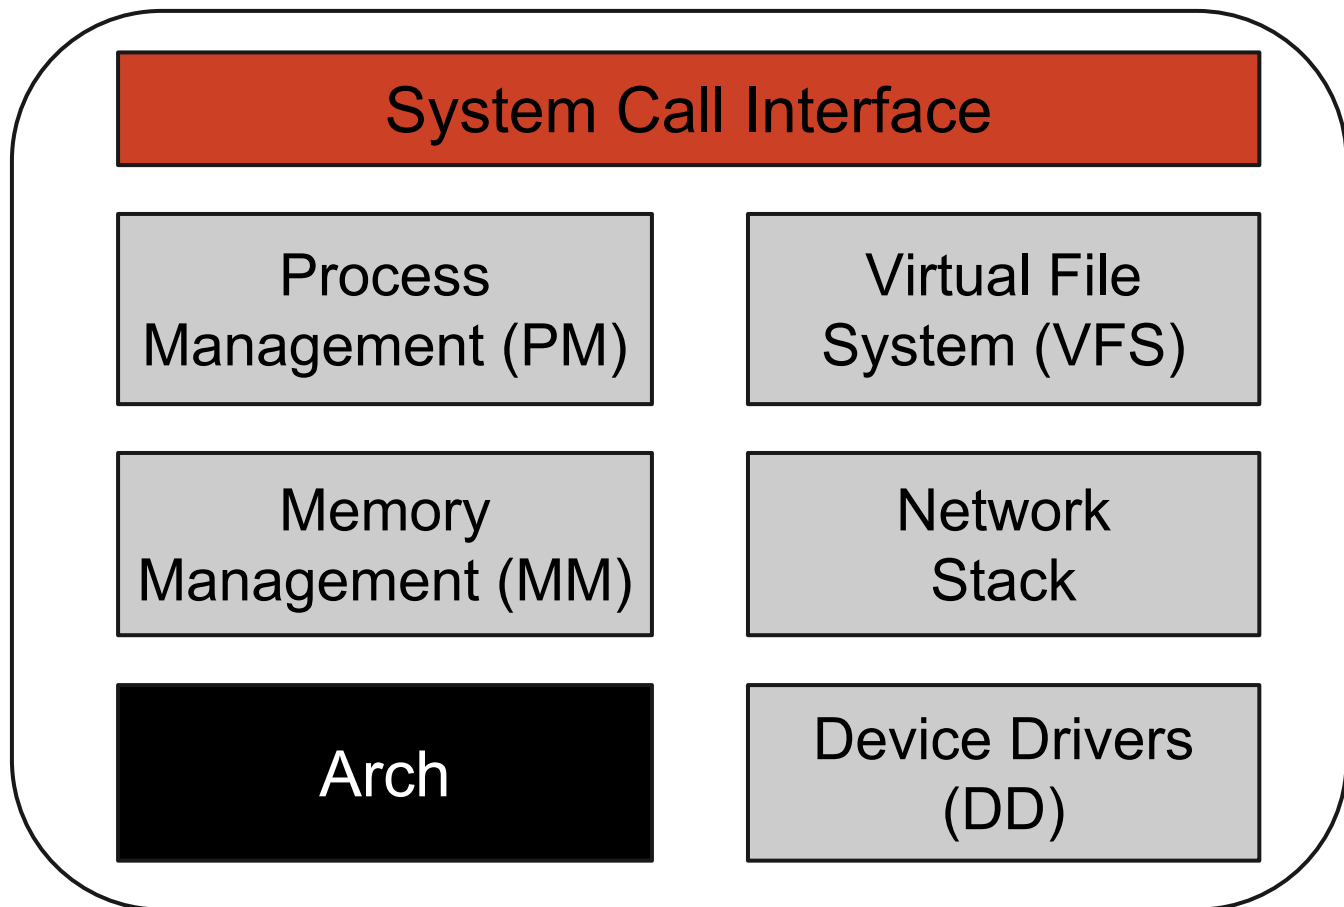 System Call Interface
Process
Management (PM)
Virtual File
System (VFS)
Memory
Management (MM)
Network
Stack
Arch
Device Drivers
(DD)